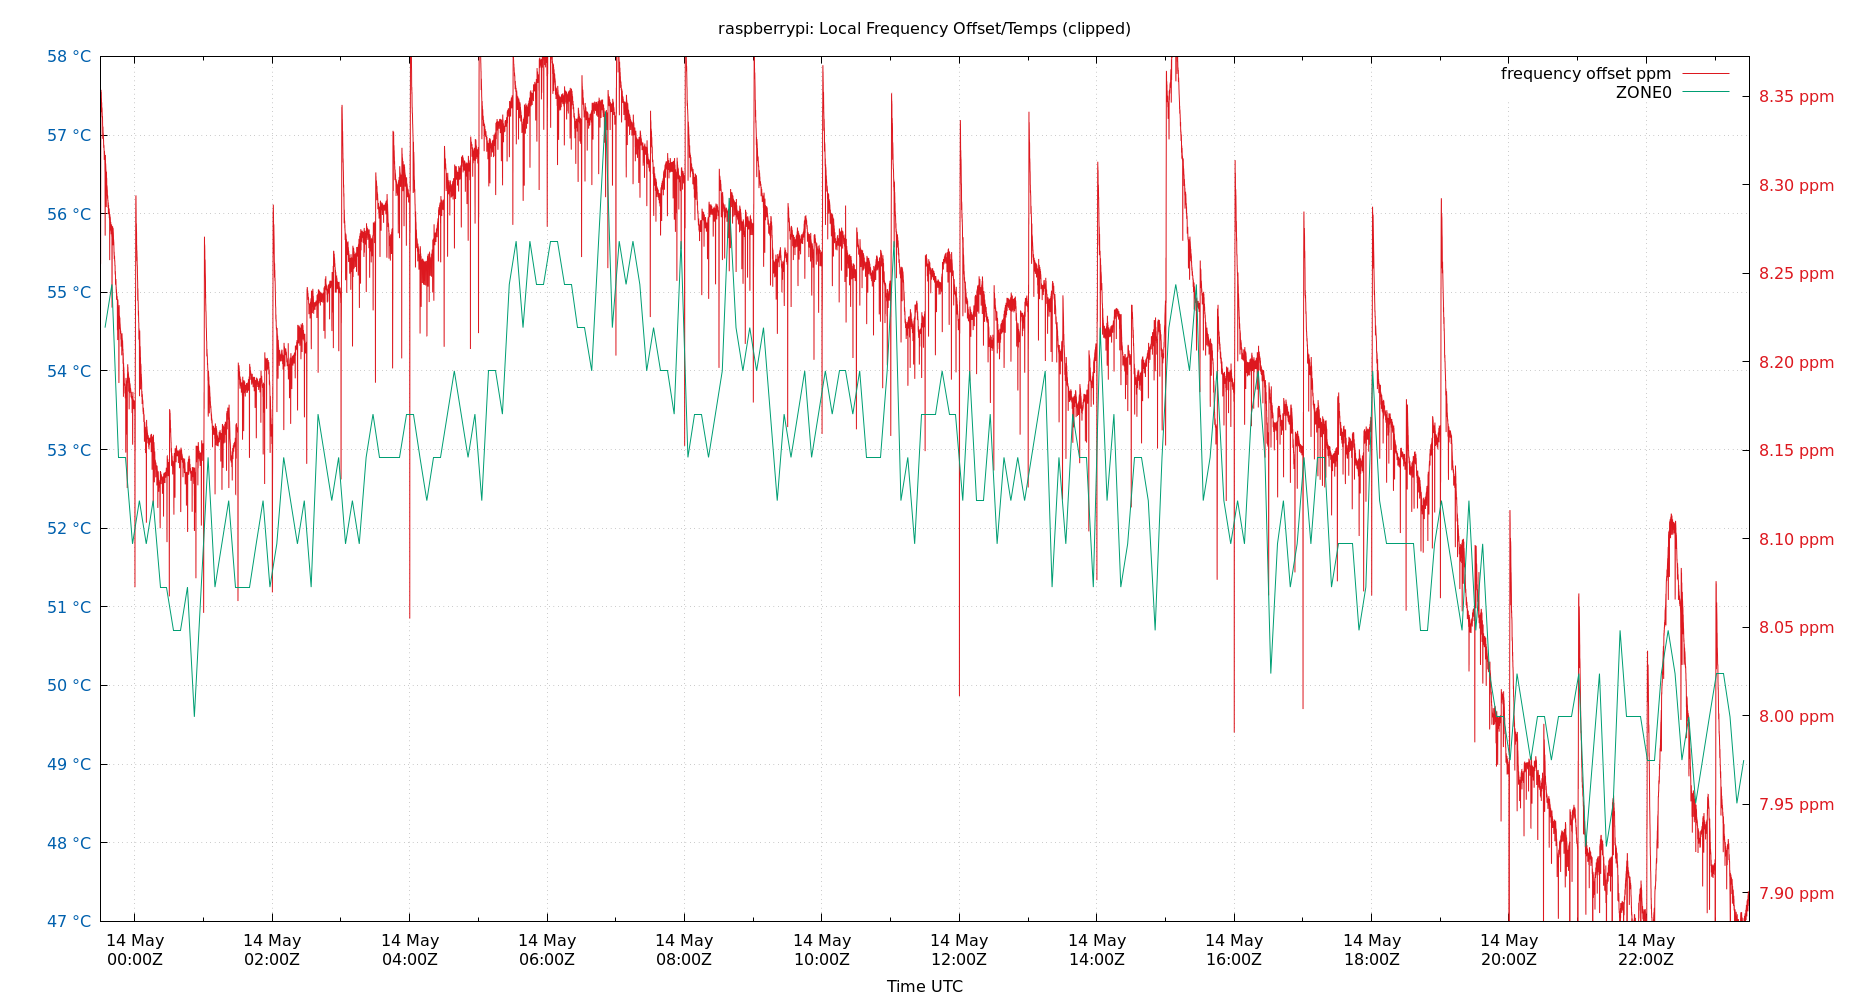 raspberrypi: Local Frequency Offset/Temps (clipped)
frequency offset ppm
ZONE0
58 °C
57 °C
56 °C
55 °C
54 °C
53 °C
52 °C
51 °C
50 °C
49 °C
48 °C
47 °C
8.35 ppm
8.30 ppm
8.25 ppm
8.20 ppm
8.15 ppm
8.10 ppm
8.05 ppm
8.00 ppm
7.95 ppm
7.90 ppm
14 May
00:00Z
14 May
02:00Z
14 May
04:00Z
14 May
06:00Z
14 May
08:00Z
14 May
10:00Z
14 May
12:00Z
14 May
14:00Z
14 May
16:00Z
14 May
18:00Z
14 May
20:00Z
14 May
22:00Z
Time UTC